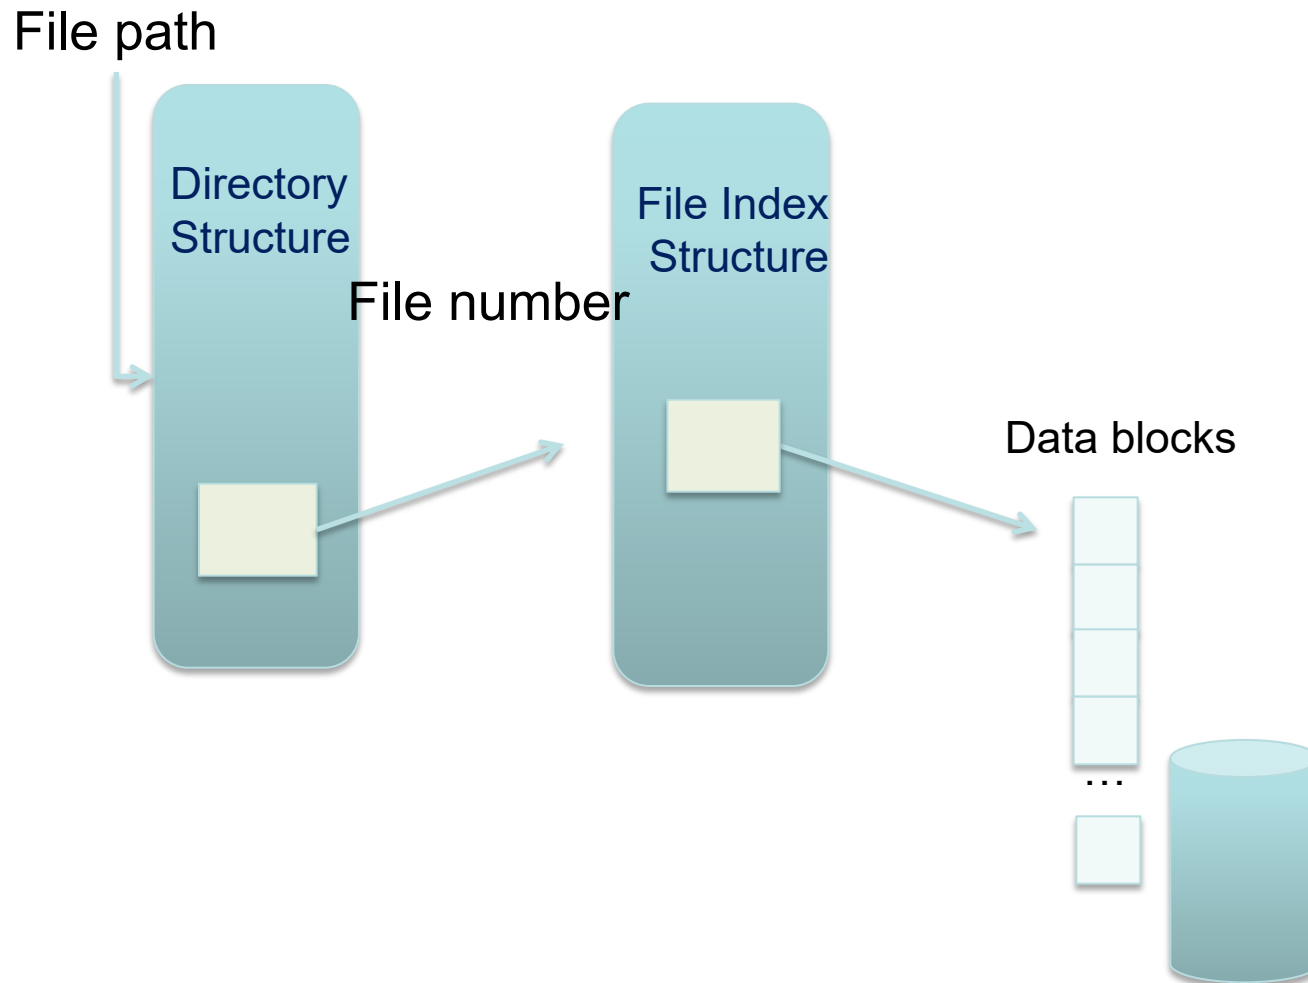 File path
Directory
Structure
File number
File Index
Structure
Data blocks
...